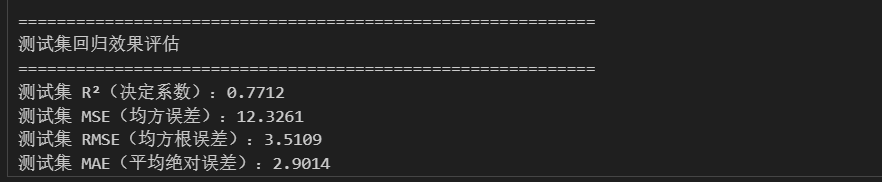 ============================================================
测试集回归效果评估
============================================================
测试集 R²（决定系数）：0.7712
测试集 MSE（均方误差）：12.3261
测试集 RMSE（均方根误差）：3.5109
测试集 MAE（平均绝对误差）：2.9014